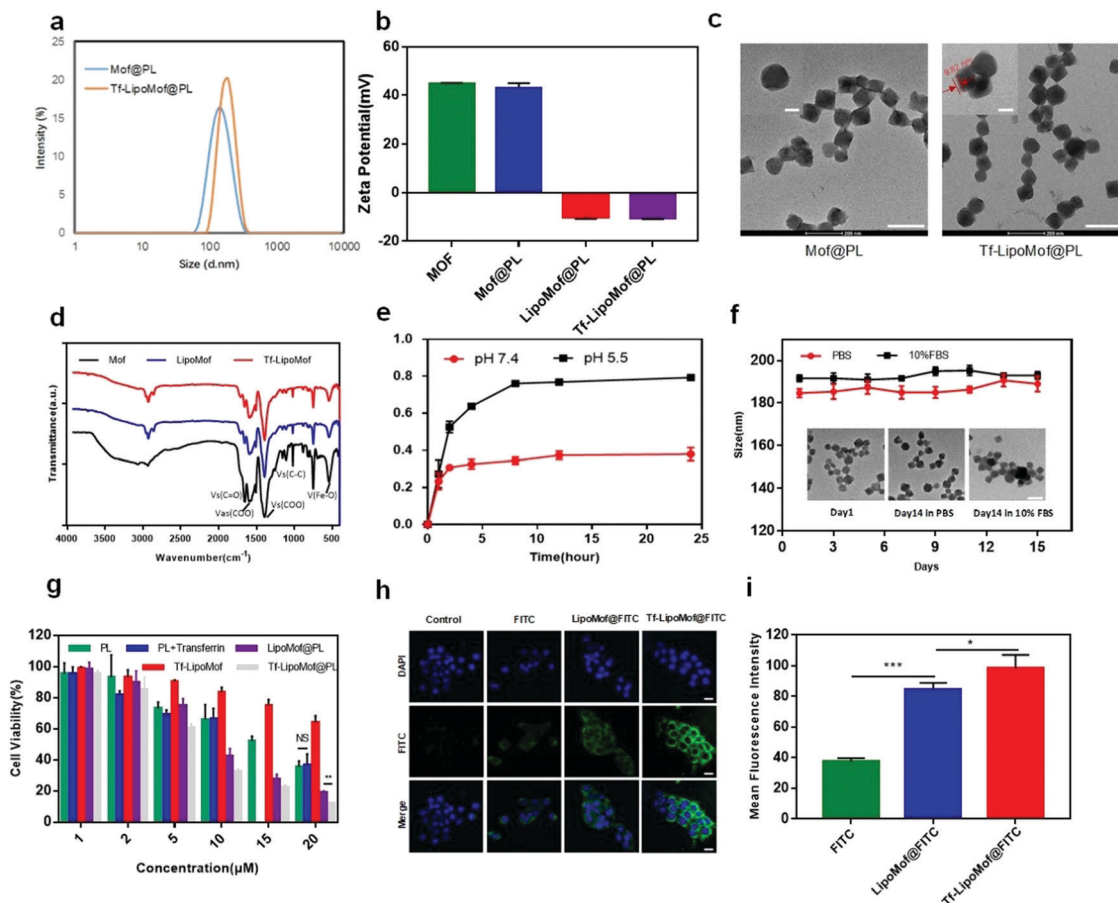 a
25
20
15
10
5
0
Intensity (%)
Mof@PL
Tf-LipoMof@PL
1 10 100 1000 10000
Size (d.nm)
b
60
40
20
0
-20
Zeta Potential(mV)
MOF
Mof@PL
LipoMof@PL
Tf-LipoMof@PL
c
9.82 nm
200 nm
200 nm
Mof@PL
Tf-LipoMof@PL
d
Mof LipoMof Tf-LipoMof
Transmittance(a.u.)
Vs(C=O)
Vas(COO)
Vs(C-C)
Vs(COO)
V(Fe-O)
4000 3500 3000 2500 2000 1500 1000 500
Wavenumber(cm-1)
e
1.0
0.8
0.6
0.4
0.2
0.0
pH 7.4 pH 5.5
0 5 10 15 20 25
Time(hour)
f
200
180
160
140
120
Size(nm)
PBS 10%FBS
Day1 Day14 in PBS Day14 in 10% FBS
0 3 6 9 12 15
Days
g
120
100
80
60
40
20
0
Cell Viability(%)
PL PL+Transferrin LipoMof@PL
Tf-LipoMof Tf-LipoMof@PL
NS
**
1 2 5 10 15 20
Concentration(μM)
h
Control FITC LipoMof@FITC Tf-LipoMof@FITC
DAPI
FITC
Merge
i
120
100
80
60
40
20
0
Mean Fluorescence Intensity
***
*
FITC
LipoMof@FITC
Tf-LipoMof@FITC